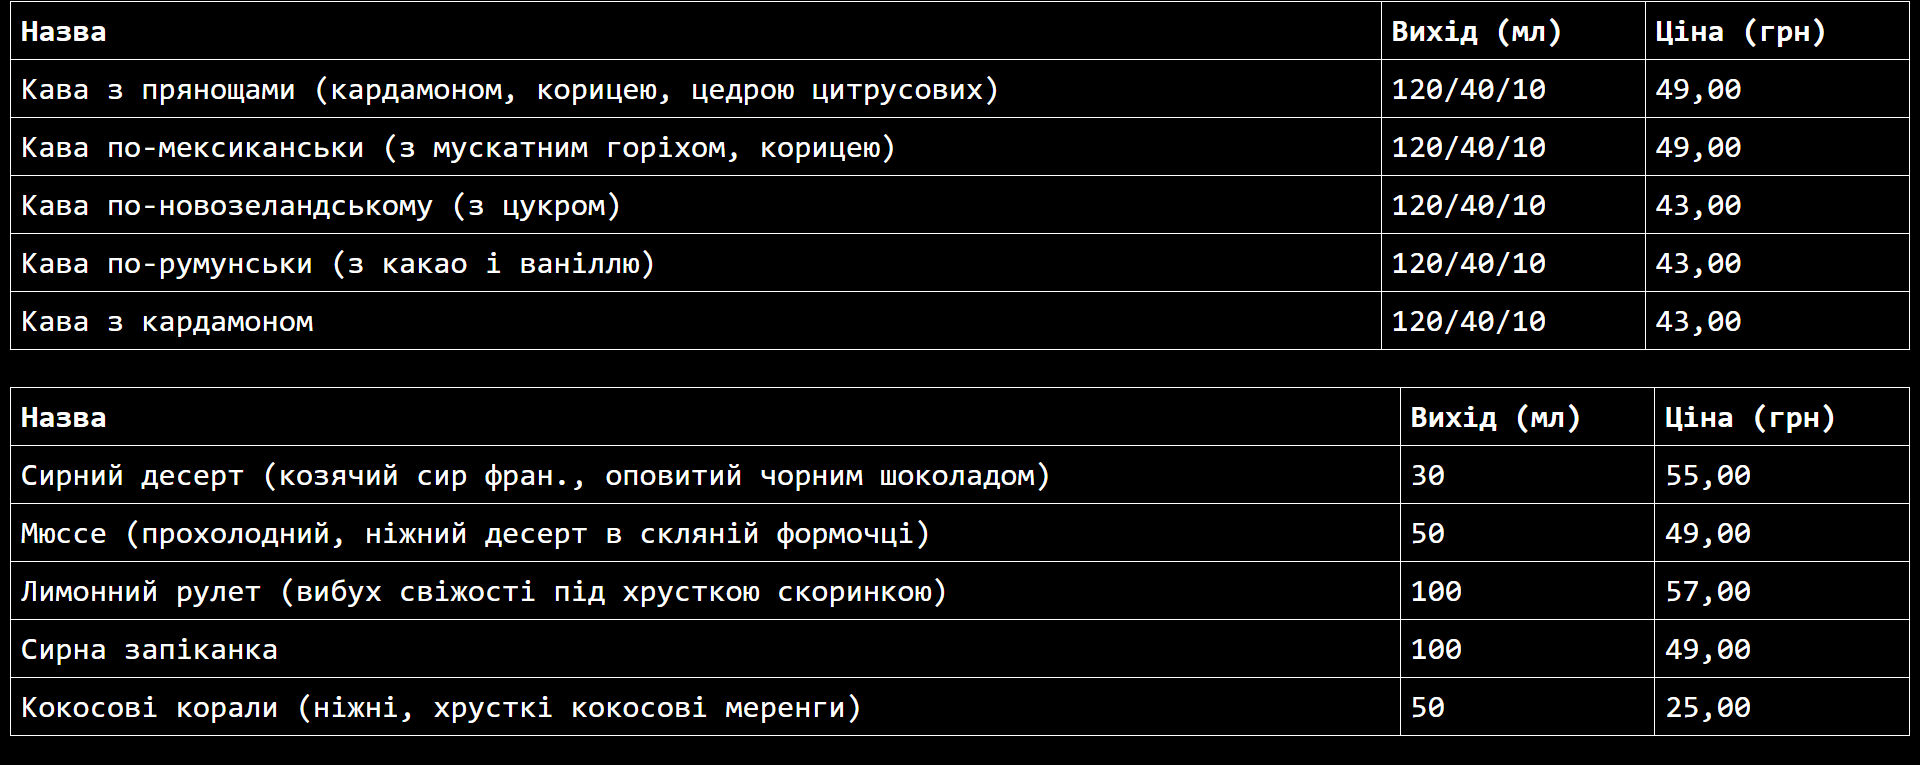 Назва Вихід (мл) Ціна (грн)
Кава з прянощами (кардамоном, корицею, цедрою цитрусових) 120/40/10 49,00
Кава по-мексиканськи (з мускатним горіхом, корицею) 120/40/10 49,00
Кава по-новозеландському (з цукром) 120/40/10 43,00
Кава по-румунськи (з какао і ваніллю) 120/40/10 43,00
Кава з кардамоном 120/40/10 43,00
Назва Вихід (мл) Ціна (грн)
Сирний десерт (козячий сир фран., оповитий чорним шоколадом) 30 55,00
Мюссе (прохолодний, ніжний десерт в скляній формочці) 50 49,00
Лимонний рулет (вибух свіжості під хрусткою скоринкою) 100 57,00
Сирна запіканка 100 49,00
Кокосові корали (ніжні, хрусткі кокосові меренги) 50 25,00